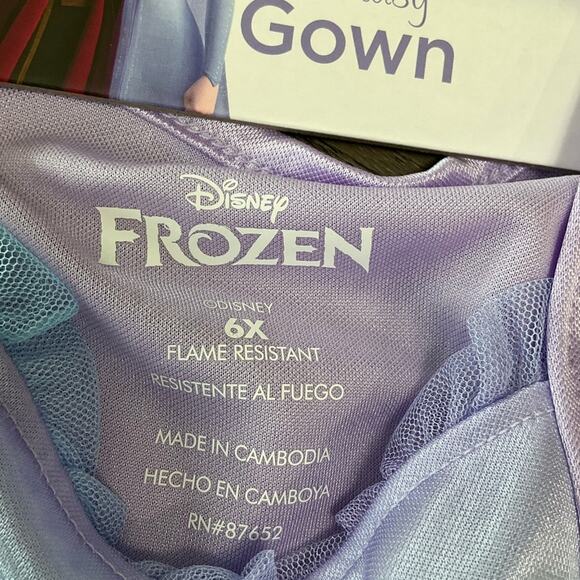 Gown
Disney
FROZEN
©DISNEY
6X
FLAME RESISTANT
RESISTENTE AL FUEGO
MADE IN CAMBODIA
HECHO EN CAMBOYA
RN#87652